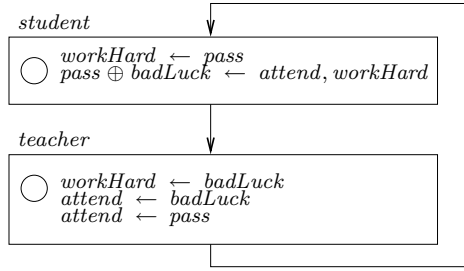 student
workHard ← pass
pass ⊕ badLuck ← attend, workHard
teacher
workHard ← badLuck
attend ← badLuck
attend ← pass